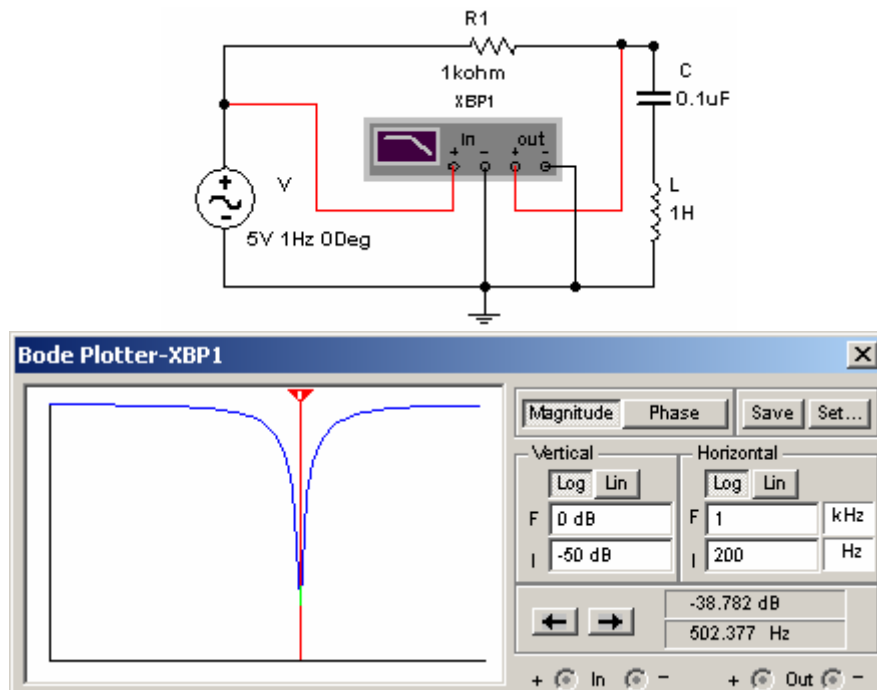 R1
1kohm
XBP1
In out
+ - + -
C
0.1uF
L
1H
V
5V 1Hz 0Deg
Bode Plotter-XBP1
Magnitude Phase Save Set...
Vertical Horizontal
Log Lin Log Lin
F 0 dB F 1 kHz
I -50 dB I 200 Hz
-38.782 dB
502.377 Hz
+ In - + Out -